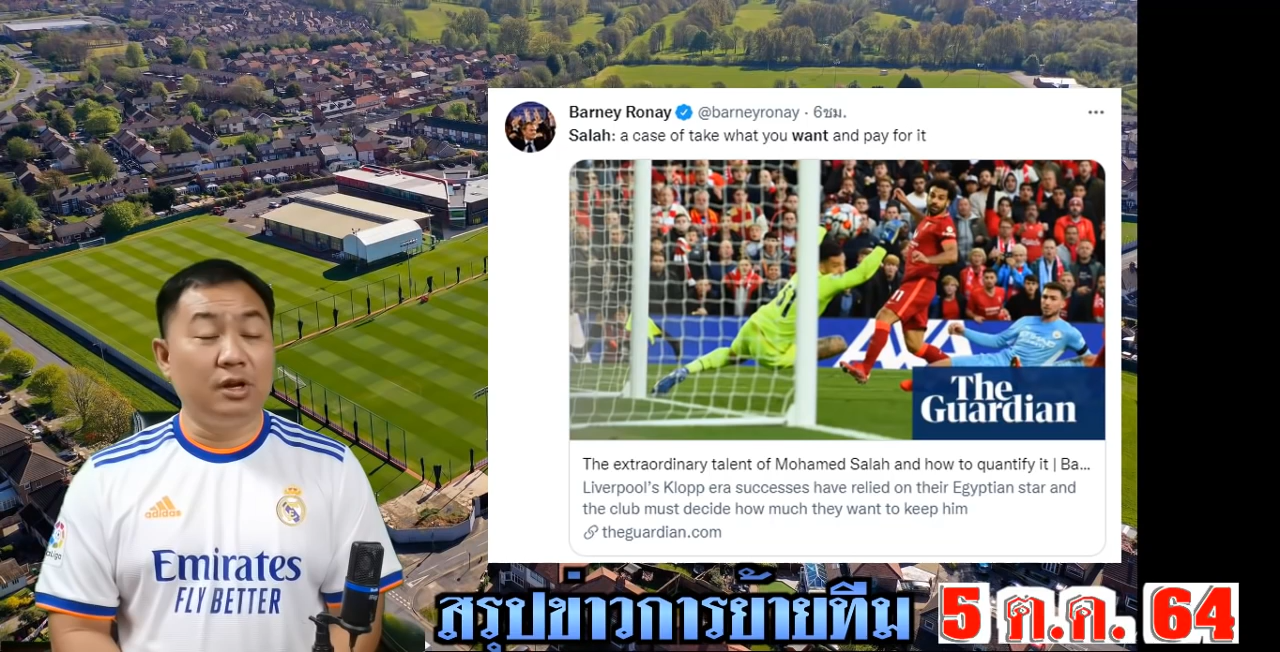 Barney Ronay @barneyronay · 6ชม.
Salah: a case of take what you want and pay for it
The
Guardian
The extraordinary talent of Mohamed Salah and how to quantify it | Ba...
Liverpool's Klopp era successes have relied on their Egyptian star and
the club must decide how much they want to keep him
theguardian.com
adidas
LaLiga
Emirates
FLY BETTER
สรุปข่าวการย้ายทีม 5 ต.ค. 64